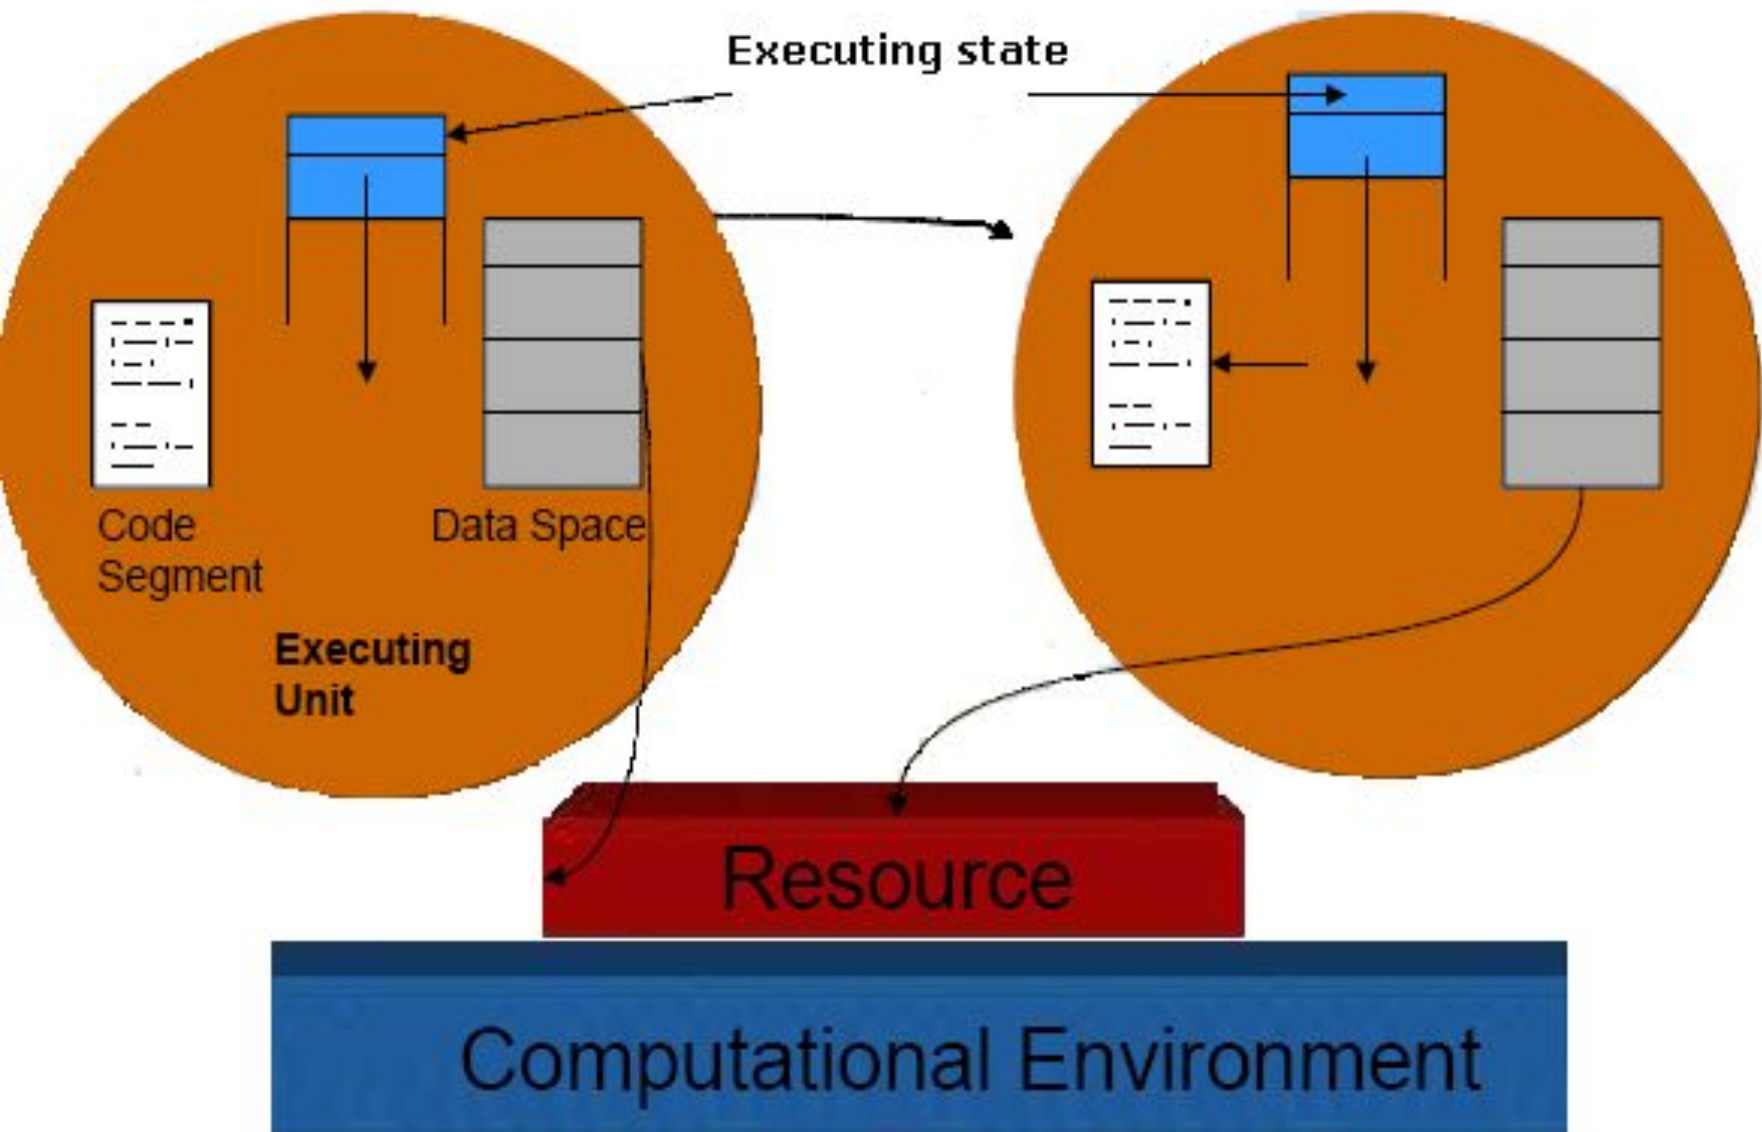 Executing state
Code
Segment
Data Space
Executing
Unit
Resource
Computational Environment